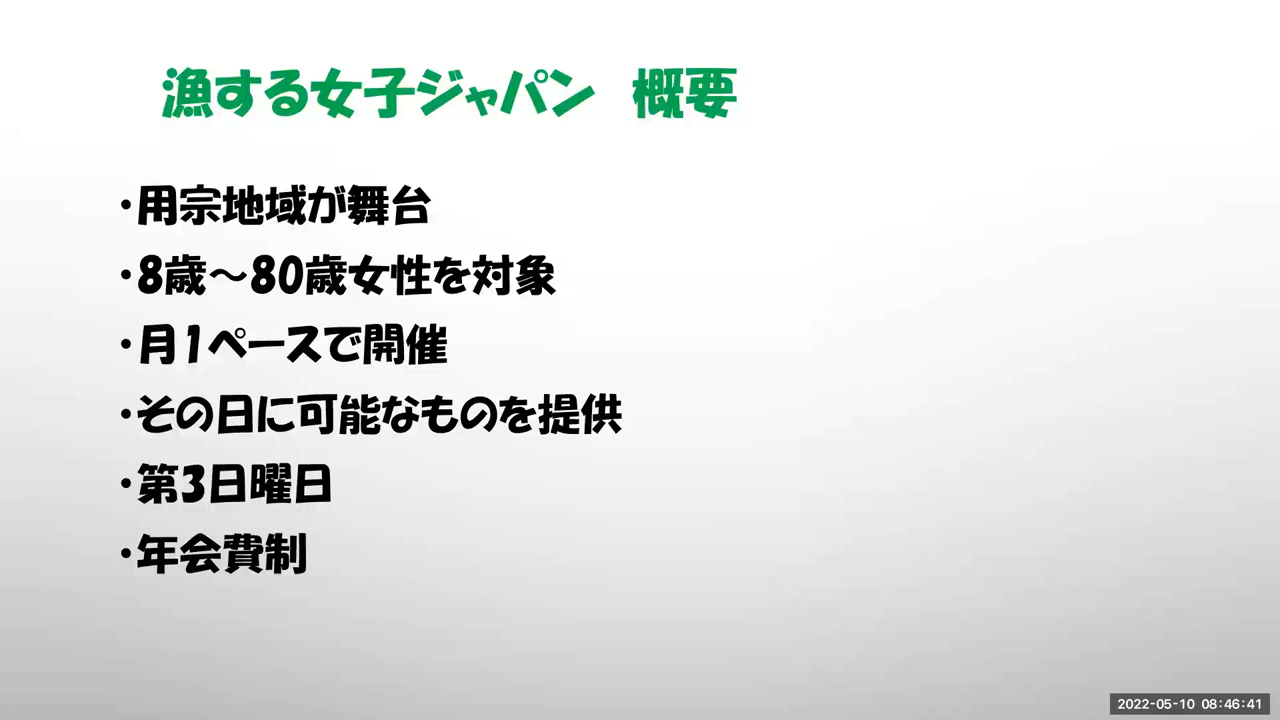 漁する女子ジャパン　概要
・用宗地域が舞台
・8歳～80歳女性を対象
・月1ペースで開催
・その日に可能なものを提供
・第3日曜日
・年会費制
2022-05-10 08:46:41